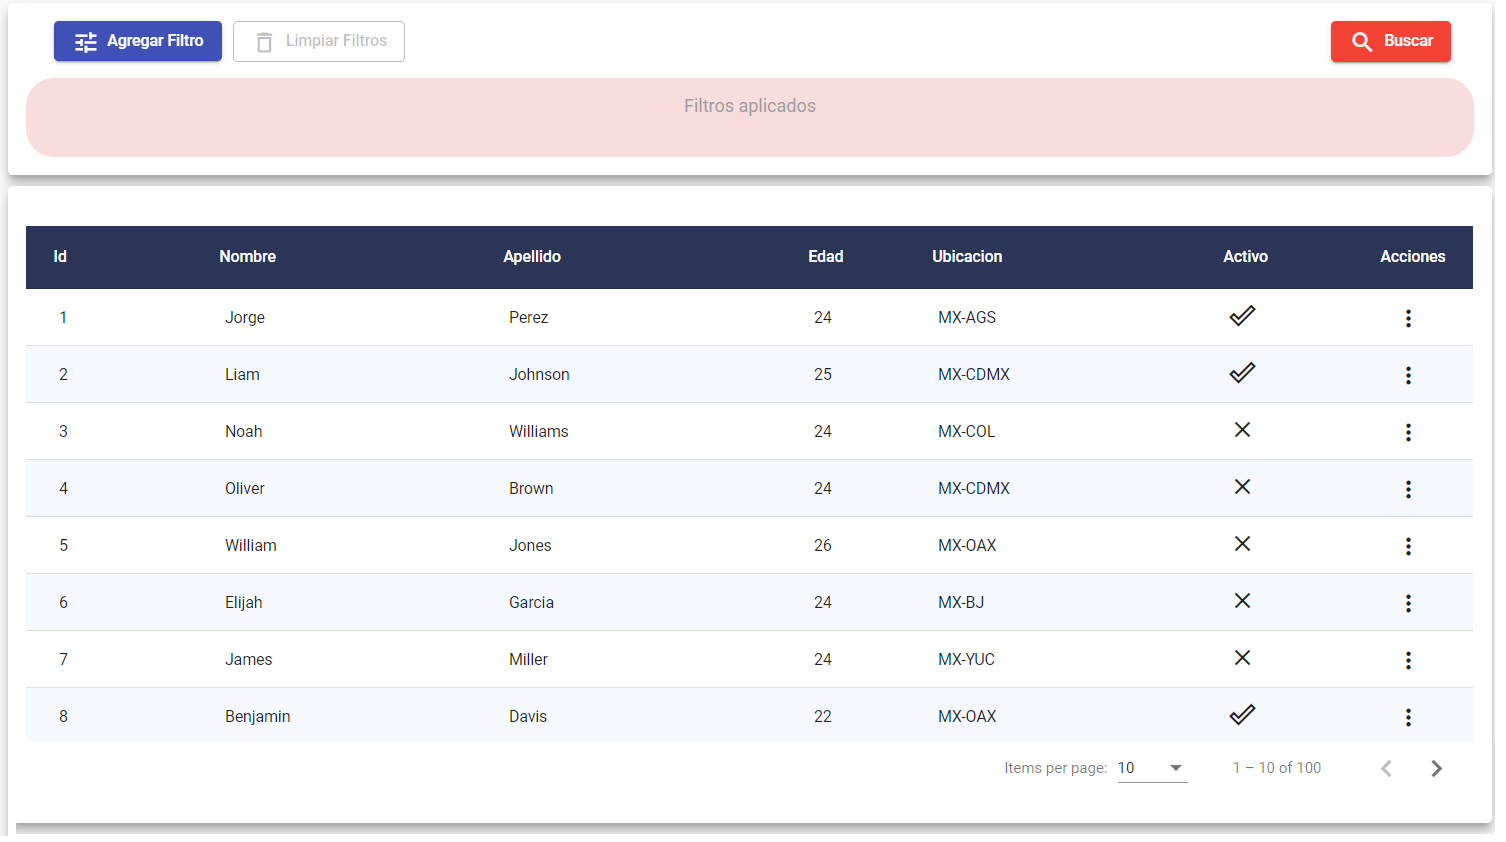 Agregar Filtro Limpiar Filtros Buscar
Filtros aplicados
Id Nombre Apellido Edad Ubicacion Activo Acciones
1 Jorge Perez 24 MX-AGS
2 Liam Johnson 25 MX-CDMX
3 Noah Williams 24 MX-COL
4 Oliver Brown 24 MX-CDMX
5 William Jones 26 MX-OAX
6 Elijah Garcia 24 MX-BJ
7 James Miller 24 MX-YUC
8 Benjamin Davis 22 MX-OAX
Items per page: 10 1 – 10 of 100